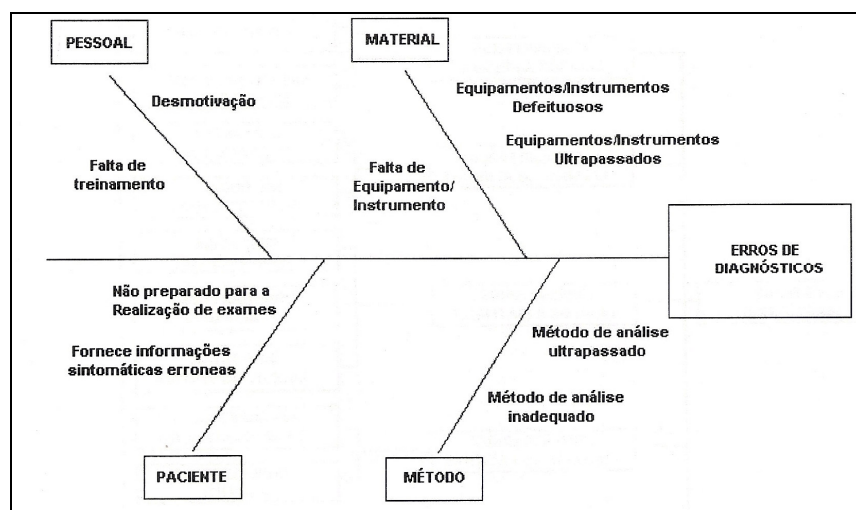 PESSOAL
MATERIAL
Desmotivação
Equipamentos/Instrumentos
Defeituosos
Falta de
treinamento
Equipamentos/Instrumentos
Ultrapassados
Falta de
Equipamento/
Instrumento
ERROS DE
DIAGNÓSTICOS
Não preparado para a
Realização de exames
Fornece informações
sintomáticas erroneas
Método de análise
ultrapassado
Método de análise
inadequado
PACIENTE
MÉTODO